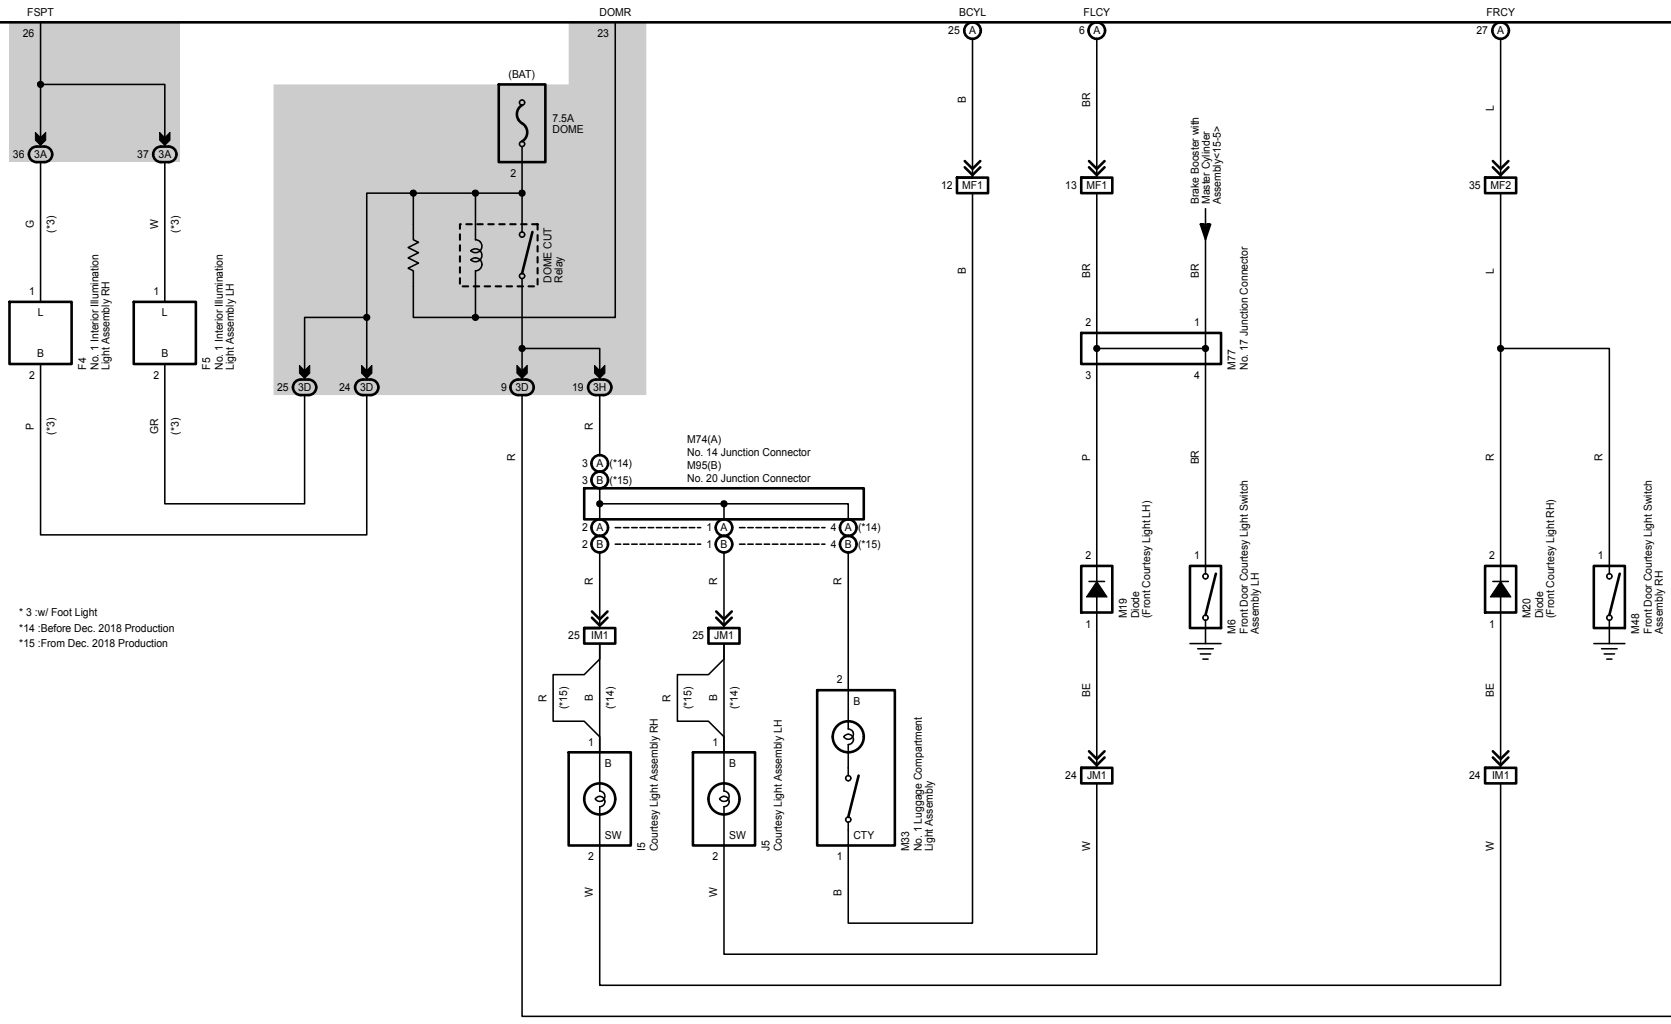 FSPT
DOMR
BCYL
FLCY
FRCY
26
23
25 A
6 A
27 A
(BAT)
7.5A
DOME
2
36 3A
37 3A
B
BR
L
Brake Booster with
Master Cylinder
Assembly<15-5>
12 MF1
13 MF1
35 MF2
G
(*3)
W
(*3)
DOME CUT
Relay
B
BR
BR
L
1
L
B
2
F4
No. 1 Interior Illumination
Light Assembly RH
1
L
B
2
F5
No. 1 Interior Illumination
Light Assembly LH
2
1
3
4
M77
No. 17 Junction Connector
25 3D
24 3D
9 3D
19 3H
P
(*3)
GR
(*3)
R
R
M74(A)
No. 14 Junction Connector
M95(B)
No. 20 Junction Connector
3 A (*14)
3 B (*15)
P
BR
R
R
2 A
1 A
4 A (*14)
2 B
1 B
4 B (*15)
R
R
R
2
1
M19
Diode
(Front Courtesy Light LH)
1
M6
Front Door Courtesy Light Switch
Assembly LH
2
1
M20
Diode
(Front Courtesy Light RH)
1
M48
Front Door Courtesy Light Switch
Assembly RH
* 3 :w/ Foot Light
*14 :Before Dec. 2018 Production
*15 :From Dec. 2018 Production
25 IM1
25 JM1
R
(*15)
B
(*14)
R
(*15)
B
(*14)
BE
BE
1
B
SW
2
I5
Courtesy Light Assembly RH
1
B
SW
2
J5
Courtesy Light Assembly LH
2
B
CTY
1
M33
No. 1 Luggage Compartment
Light Assembly
24 JM1
24 IM1
W
W
B
W
W